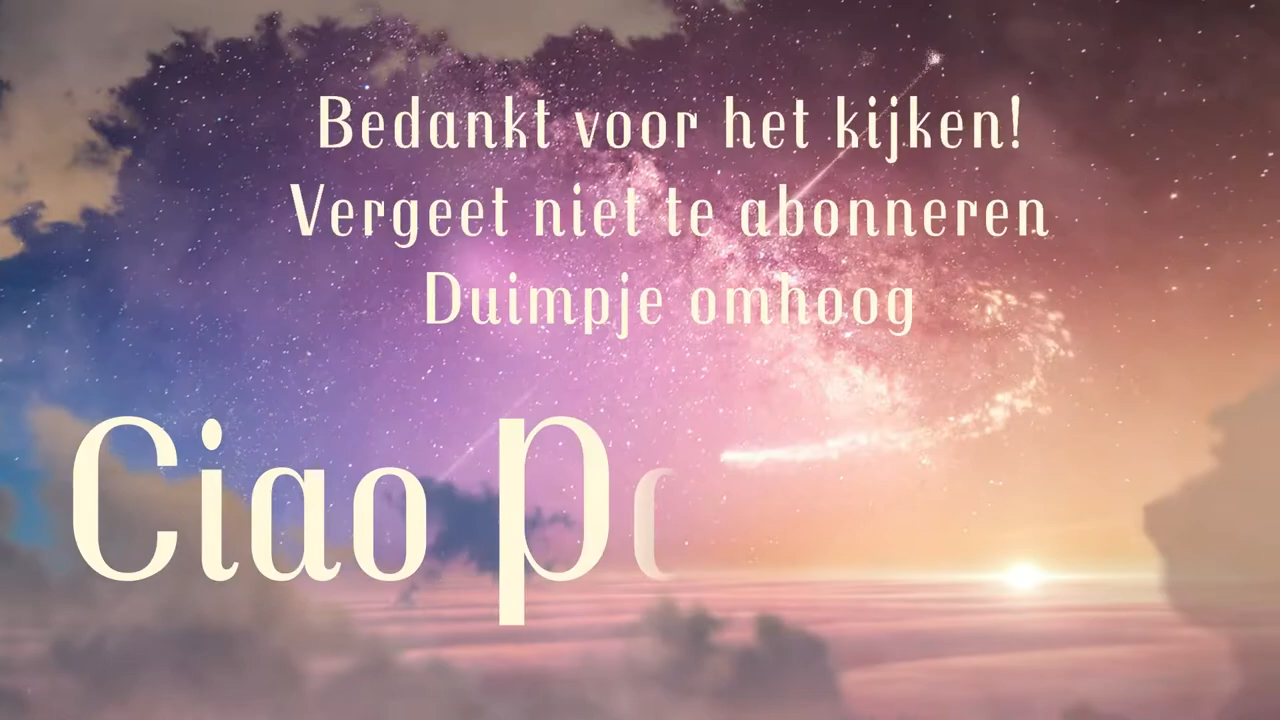 Bedankt voor het kijken!
Vergeet niet te abonneren
Duimpje omhoog
Ciao